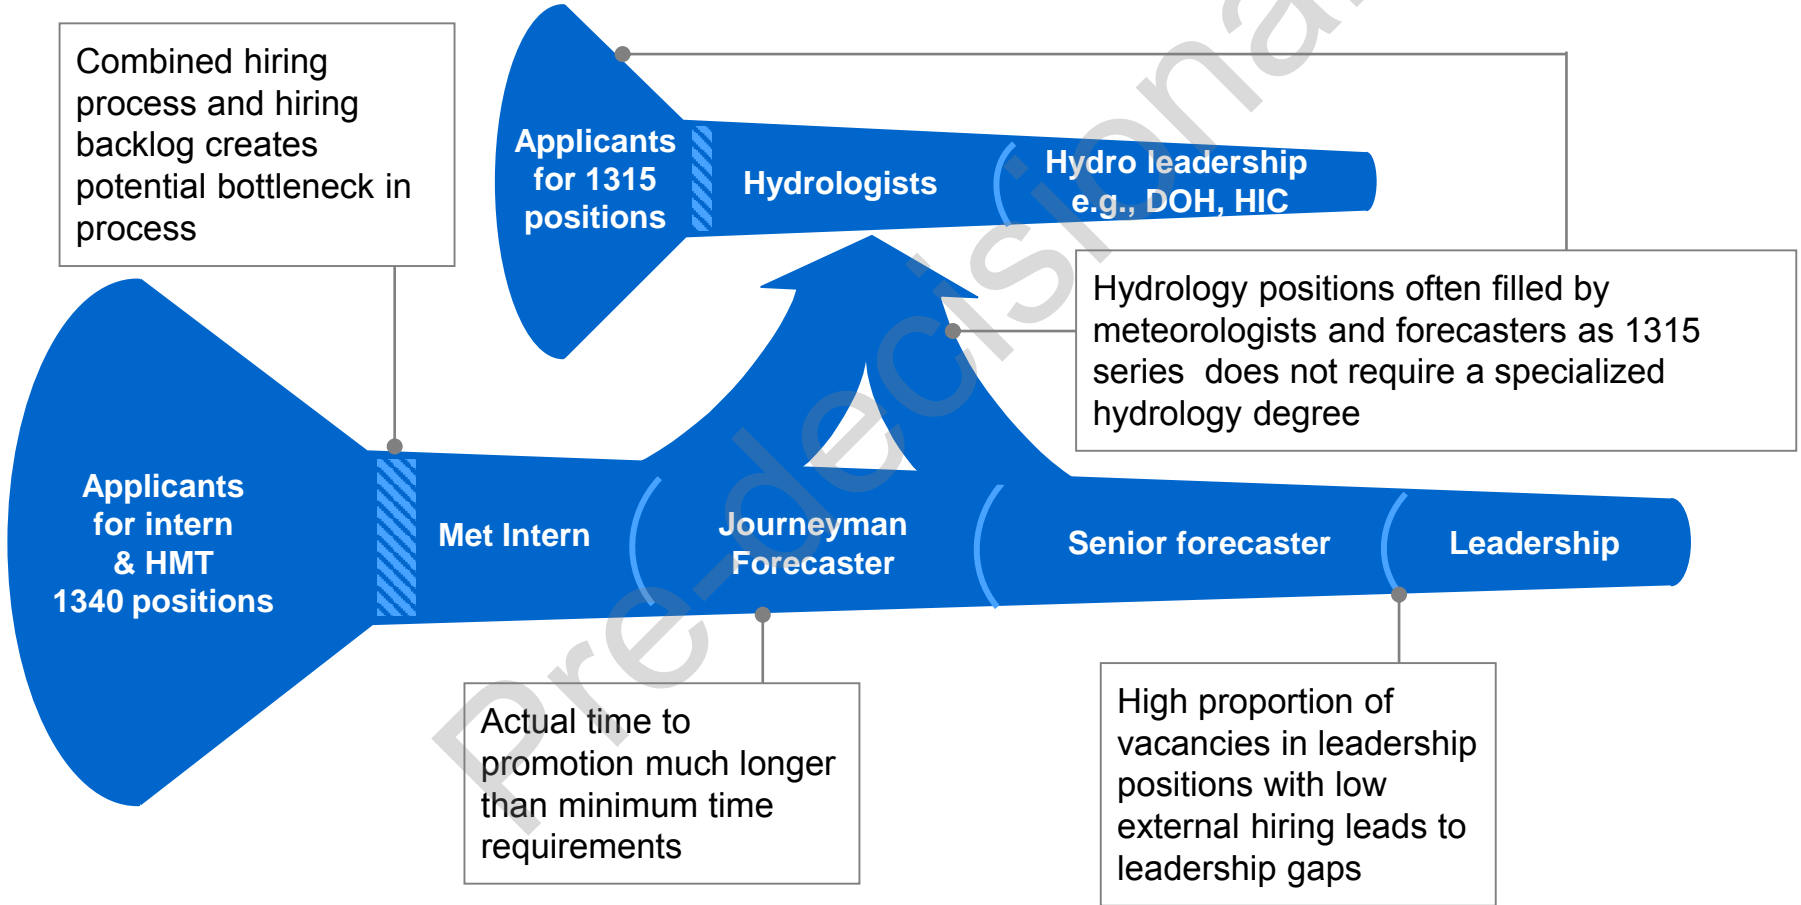 Combined hiring
process and hiring
backlog creates
potential bottleneck in
process
Applicants
for 1315
positions
Hydrologists
Hydro leadership
e.g., DOH, HIC
Hydrology positions often filled by
meteorologists and forecasters as 1315
series does not require a specialized
hydrology degree
Applicants
for intern
& HMT
1340 positions
Met Intern
Journeyman
Forecaster
Senior forecaster
Leadership
Actual time to
promotion much longer
than minimum time
requirements
High proportion of
vacancies in leadership
positions with low
external hiring leads to
leadership gaps
Pre-decisional